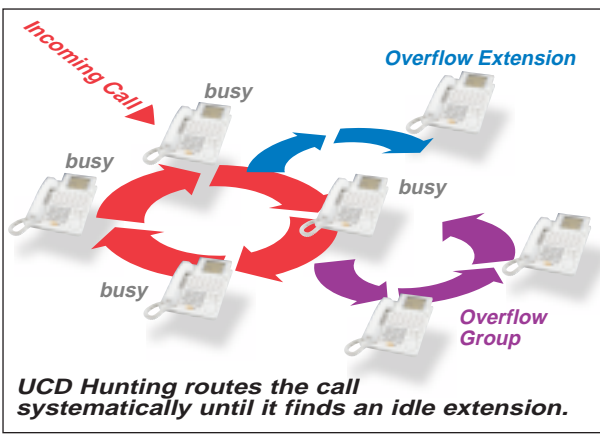 Incoming Call
busy
Overflow Extension
busy
busy
busy
Overflow
Group
UCD Hunting routes the call
systematically until it finds an idle extension.